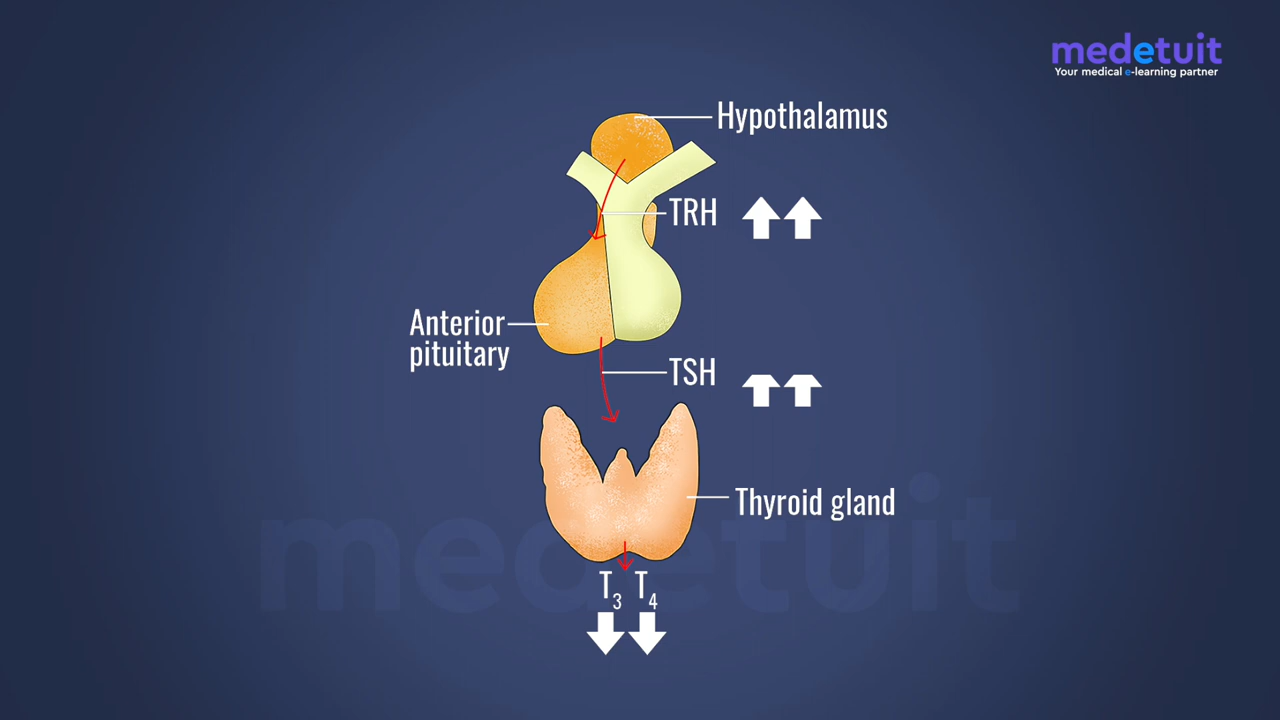 medetuit
Your medical e-learning partner
Hypothalamus
TRH
Anterior
pituitary
TSH
Thyroid gland
T₃ T₄
medetuit